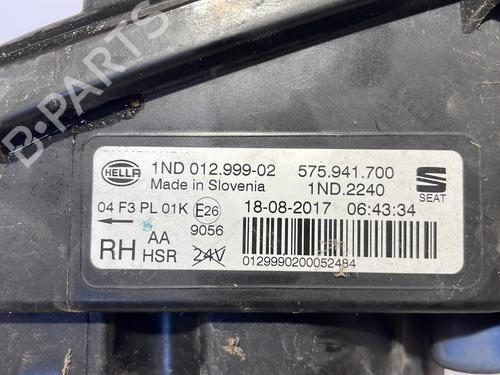 B-PARTS
HELLA
1ND 012.999-02 575.941.700
Made in Slovenia 1ND.2240
SEAT
04 F3 PL 01K E26 18-08-2017 06:43:34
9056
RH AA
HSR 24V
0129990200052484